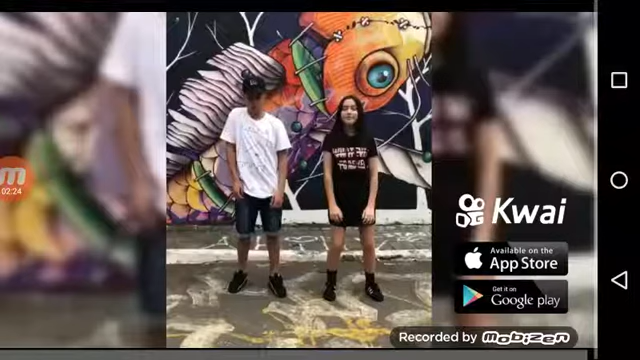 02:24
Kwai
Available on the
App Store
Get it on
Google play
Recorded by Mobizen